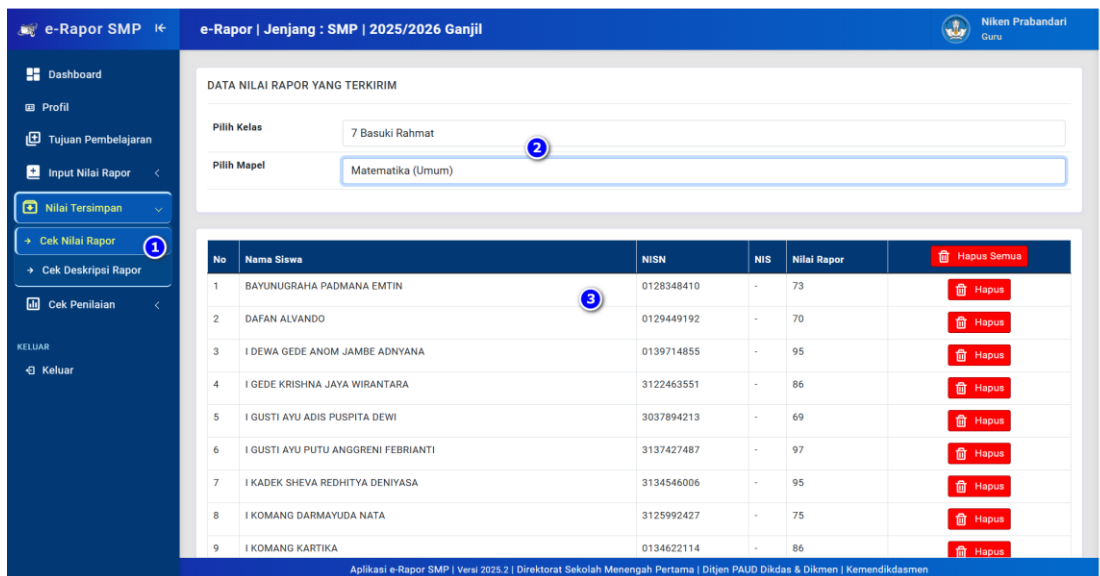 e-Rapor SMP
e-Rapor | Jenjang : SMP | 2025/2026 Ganjil
Niken Prabandari
Guru
Dashboard
Profil
Tujuan Pembelajaran
Input Nilai Rapor
Nilai Tersimpan
Cek Nilai Rapor
1
Cek Deskripsi Rapor
Cek Penilaian
KELUAR
Keluar
DATA NILAI RAPOR YANG TERKIRIM
Pilih Kelas
7 Basuki Rahmat
2
Pilih Mapel
Matematika (Umum)
No Nama Siswa NISN NIS Nilai Rapor Hapus Semua
1 BAYUNUGRAHA PADMANA EMTIN 0128348410 - 73 Hapus
3
2 DAFAN ALVANDO 0129449192 - 70 Hapus
3 I DEWA GEDE ANOM JAMBE ADNYANA 0139714855 - 95 Hapus
4 I GEDE KRISHNA JAYA WIRANTARA 3122463551 - 86 Hapus
5 I GUSTI AYU ADIS PUSPITA DEWI 3037894213 - 69 Hapus
6 I GUSTI AYU PUTU ANGGRENI FEBRIANTI 3137427487 - 97 Hapus
7 I KADEK SHEVA REDHITYA DENIYASA 3134546006 - 95 Hapus
8 I KOMANG DARMAYUDA NATA 3125992427 - 75 Hapus
9 I KOMANG KARTIKA 0134622114 - 86 Hapus
Aplikasi e-Rapor SMP | Versi 2025.2 | Direktorat Sekolah Menengah Pertama | Ditjen PAUD Dikdas & Dikmen | Kemendikdasmen